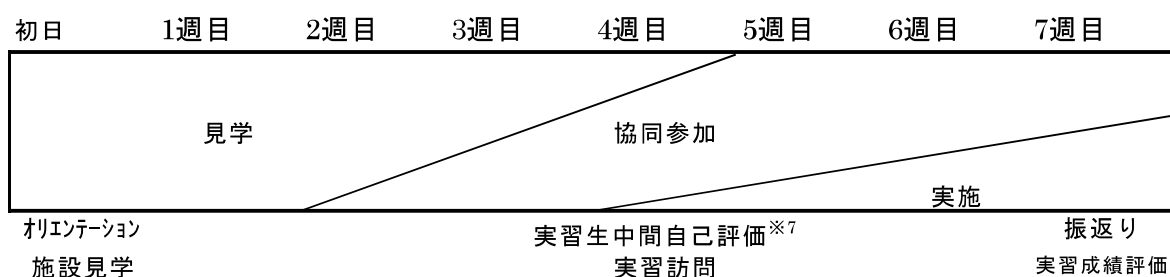 初日 1週目 2週目 3週目 4週目 5週目 6週目 7週目
見学 協同参加
実施
ｵﾘｴﾝﾃｰｼｮﾝ 実習生中間自己評価※7 振返り
施設見学 実習訪問 実習成績評価